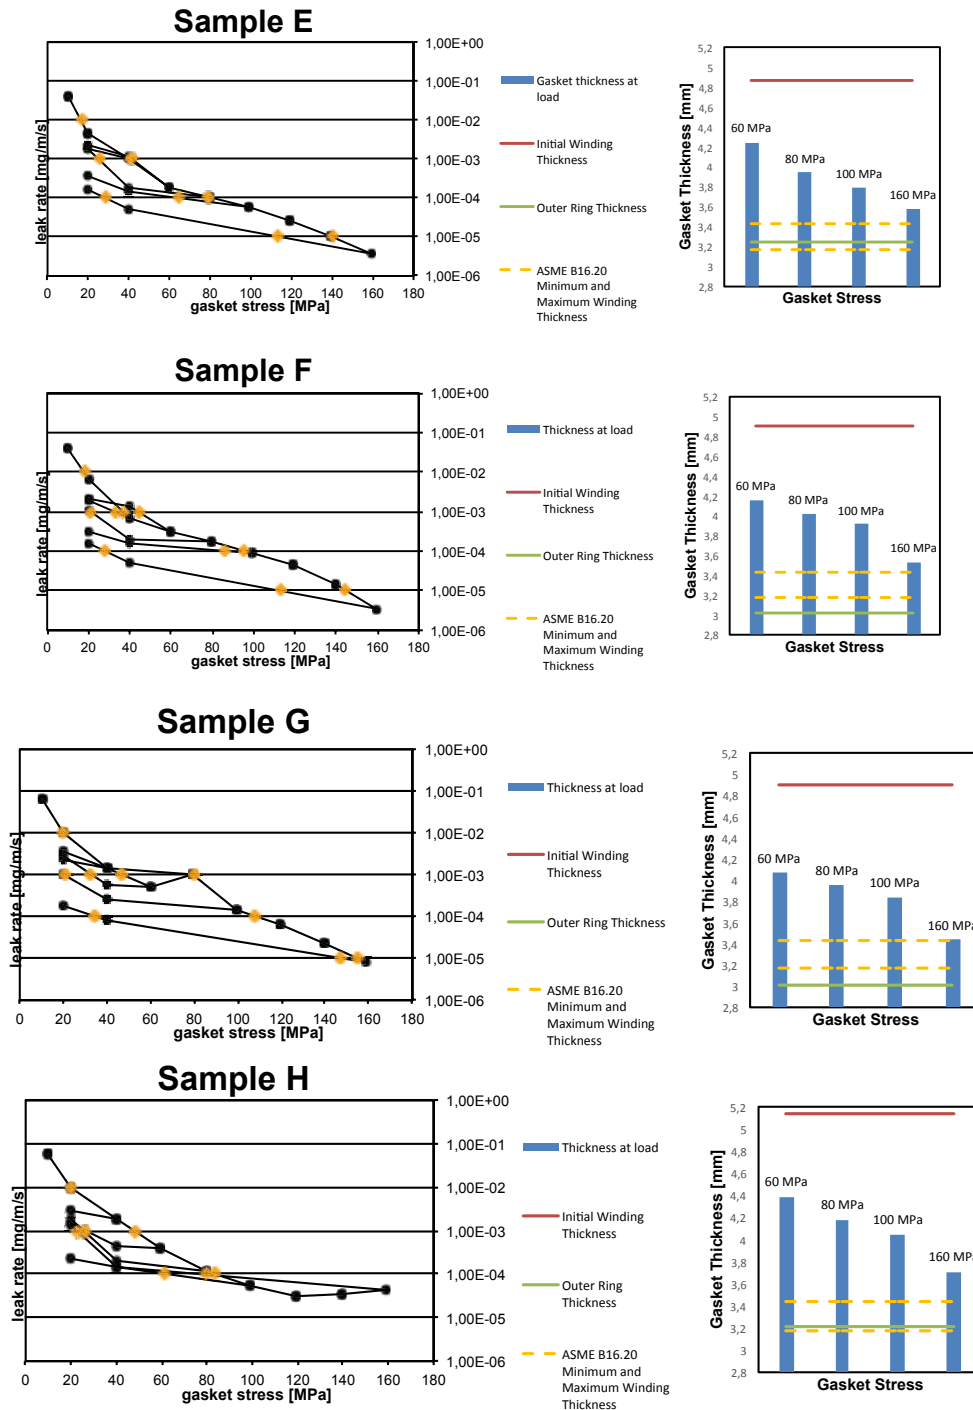 Sample E
1,00E+00
1,00E-01
1,00E-02
1,00E-03
1,00E-04
1,00E-05
1,00E-06
leak rate [mg/m/s]
0 20 40 60 80 100 120 140 160 180
gasket stress [MPa]
Gasket thickness at
load
Initial Winding
Thickness
Outer Ring Thickness
ASME B16.20
Minimum and
Maximum Winding
Thickness
Gasket Thickness [mm]
5,2
5
4,8
4,6
4,4
4,2
4
3,8
3,6
3,4
3,2
3
2,8
60 MPa
80 MPa
100 MPa
160 MPa
Gasket Stress
Sample F
1,00E+00
1,00E-01
1,00E-02
1,00E-03
1,00E-04
1,00E-05
1,00E-06
leak rate [mg/m/s]
0 20 40 60 80 100 120 140 160 180
gasket stress [MPa]
Thickness at load
Initial Winding
Thickness
Outer Ring Thickness
ASME B16.20
Minimum and
Maximum Winding
Thickness
Gasket Thickness [mm]
5,2
5
4,8
4,6
4,4
4,2
4
3,8
3,6
3,4
3,2
3
2,8
60 MPa
80 MPa
100 MPa
160 MPa
Gasket Stress
Sample G
1,00E+00
1,00E-01
1,00E-02
1,00E-03
1,00E-04
1,00E-05
1,00E-06
leak rate [mg/m/s]
0 20 40 60 80 100 120 140 160 180
gasket stress [MPa]
Thickness at load
Initial Winding
Thickness
Outer Ring Thickness
ASME B16.20
Minimum and
Maximum Winding
Thickness
Gasket Thickness [mm]
5,2
5
4,8
4,6
4,4
4,2
4
3,8
3,6
3,4
3,2
3
2,8
60 MPa
80 MPa
100 MPa
160 MPa
Gasket Stress
Sample H
1,00E+00
1,00E-01
1,00E-02
1,00E-03
1,00E-04
1,00E-05
1,00E-06
leak rate [mg/m/s]
0 20 40 60 80 100 120 140 160 180
gasket stress [MPa]
Thickness at load
Initial Winding
Thickness
Outer Ring
Thickness
ASME B16.20
Minimum and
Maximum Winding
Thickness
Gasket Thickness [mm]
5,2
5
4,8
4,6
4,4
4,2
4
3,8
3,6
3,4
3,2
3
2,8
60 MPa
80 MPa
100 MPa
160 MPa
Gasket Stress